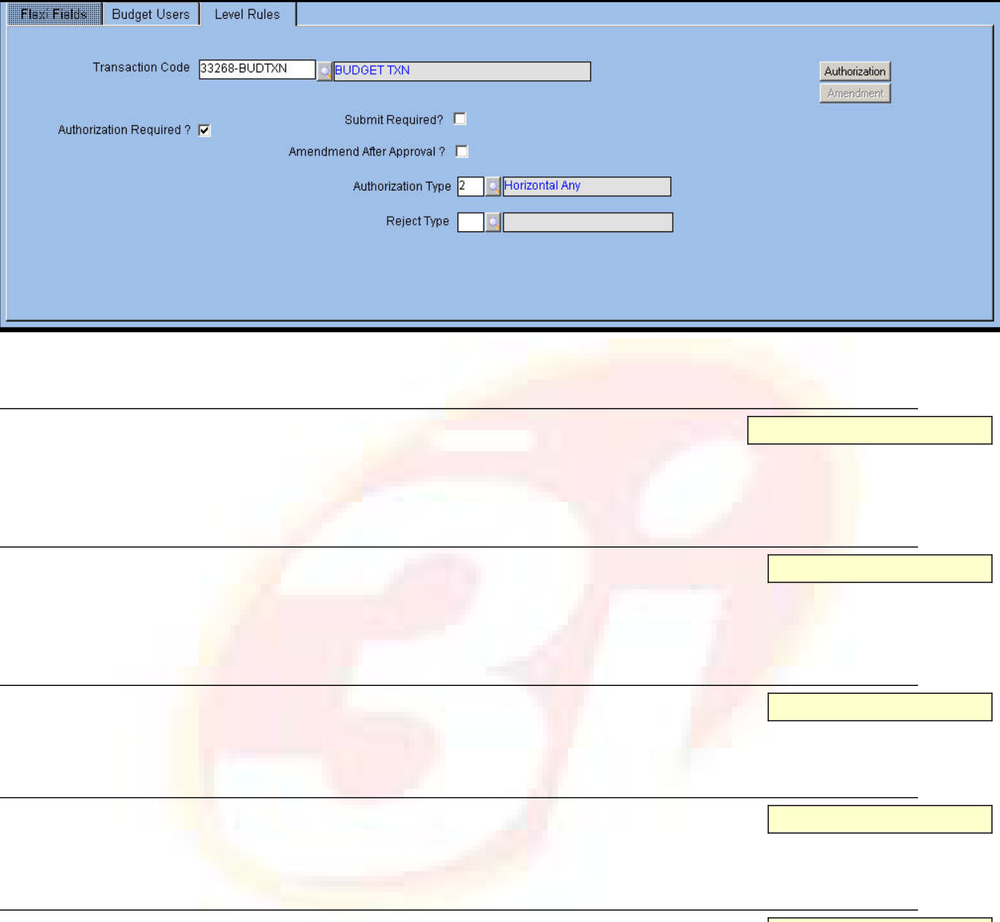 Flexi Fields Budget Users Level Rules
Transaction Code 33268-BUDTXN BUDGET TXN Authorization
Amendment
Submit Required?
Authorization Required ?
Amendmend After Approval ?
Authorization Type 2 Horizontal Any
Reject Type